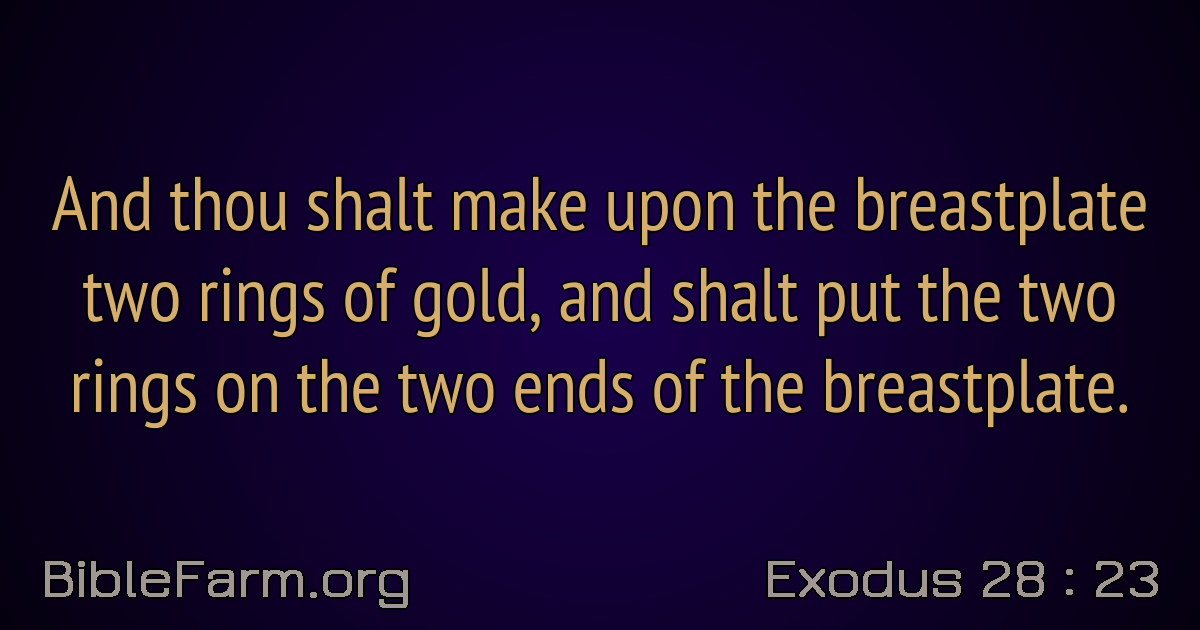 And thou shalt make upon the breastplate
two rings of gold, and shalt put the two
rings on the two ends of the breastplate.
BibleFarm.org
Exodus 28 : 23